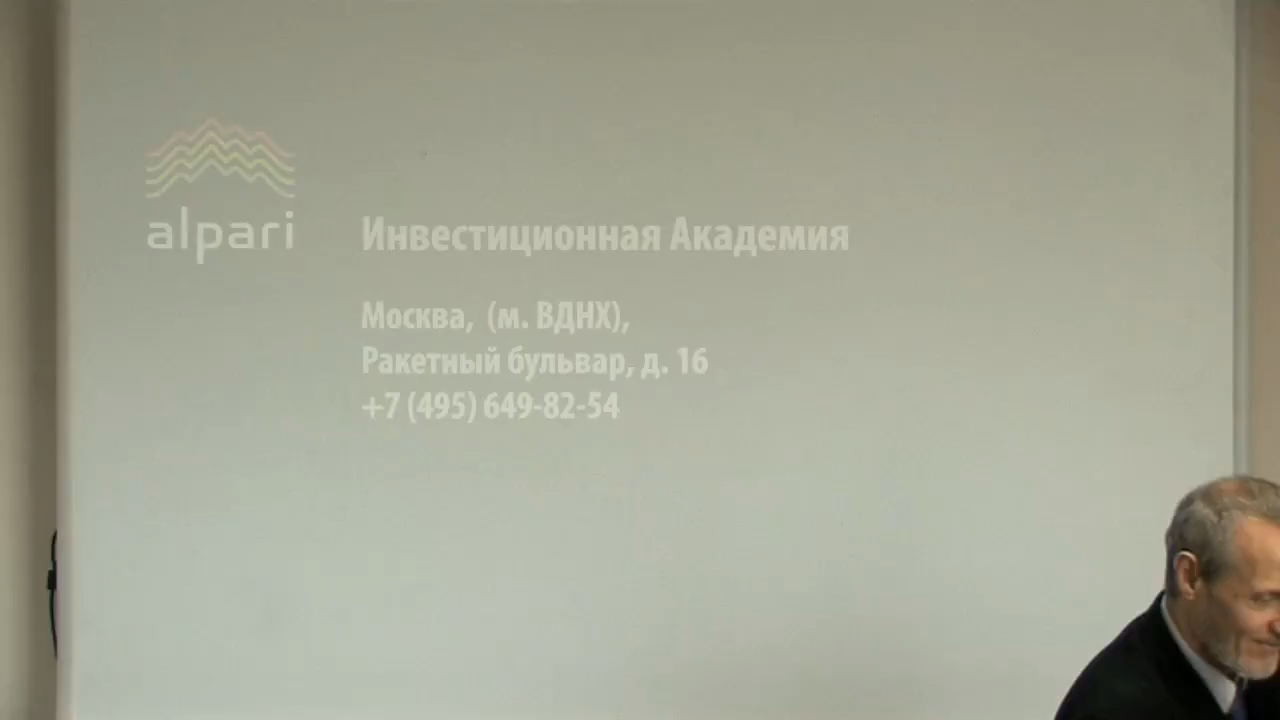 alpari
Инвестиционная Академия
Москва, (м. ВДНХ),
Ракетный бульвар, д. 16
+7 (495) 649-82-54